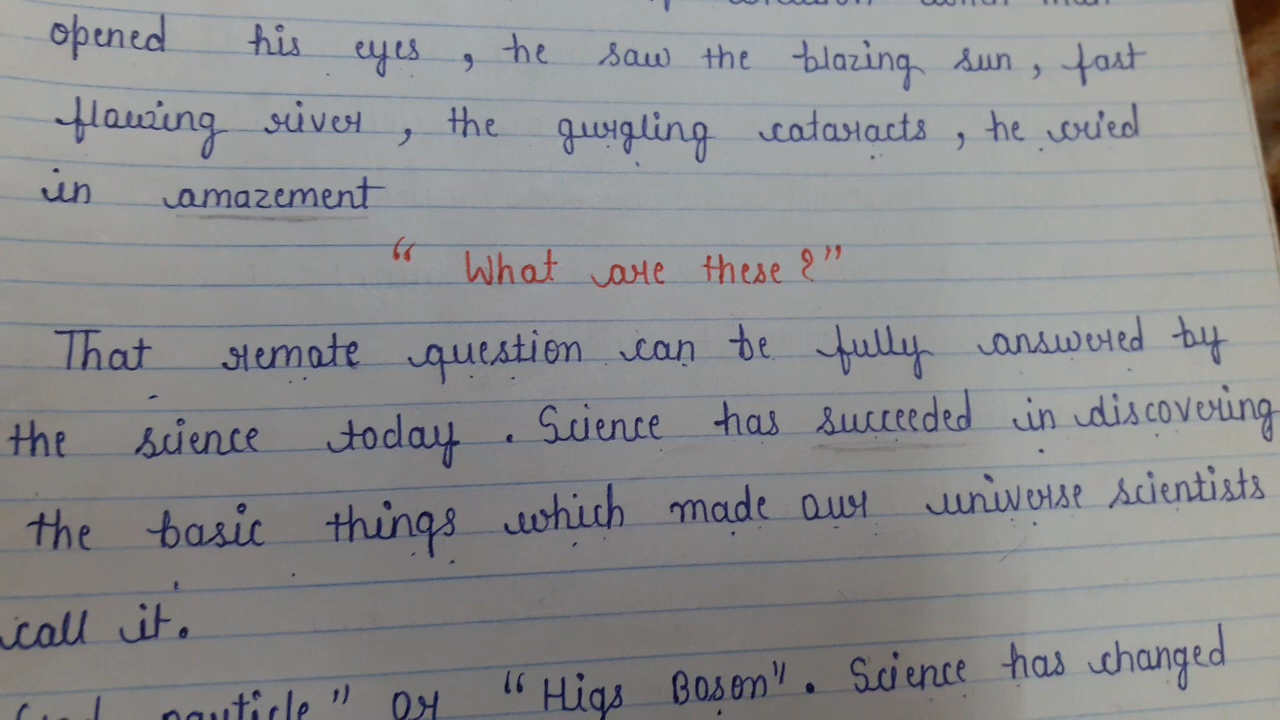 opened his eyes, he saw the blazing sun, fast
flowing river, the gurgling cataracts, he cried
in amazement
“ What are these?”
That remote question can be fully answered by
the science today. Science has succeeded in discovering
the basic things which made our universe scientists
call it.
particle” or “Higs Boson”. Science has changed